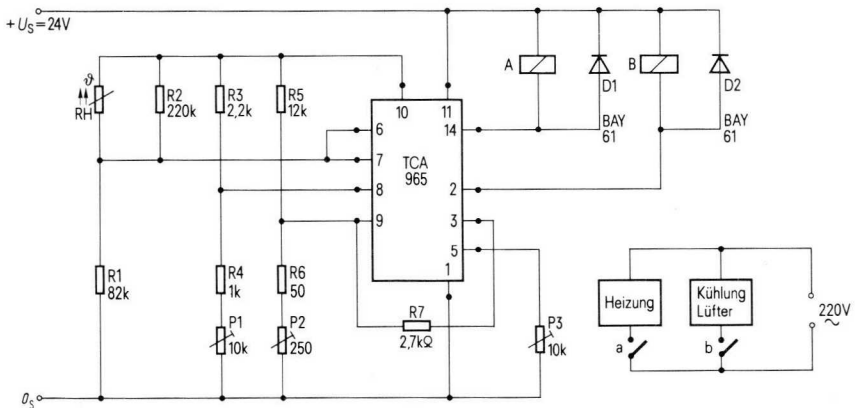 +U_S=24V
A
B
D1
D2
ϑ
RH
R2
220k
R3
2,2k
R5
12k
10
11
BAY
61
BAY
61
6
14
7
TCA
965
8
2
9
3
5
1
R1
82k
R4
1k
R6
50
R7
2,7kΩ
P1
10k
P2
250
P3
10k
Heizung
Kühlung
Lüfter
220V
~
a
b
0_S